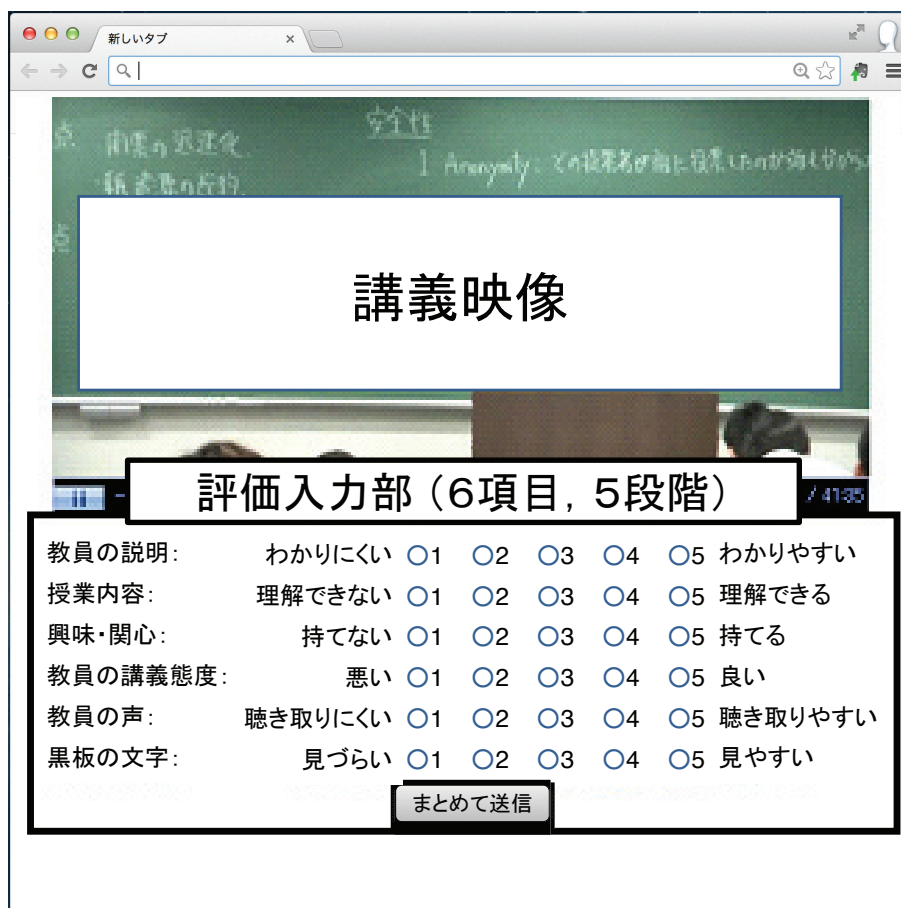 新しいタブ
安全性
1 Anonymity:
講義映像
評価入力部（6項目，5段階）
/ 41:35
教員の説明： わかりにくい ○1 ○2 ○3 ○4 ○5 わかりやすい
授業内容： 理解できない ○1 ○2 ○3 ○4 ○5 理解できる
興味・関心： 持てない ○1 ○2 ○3 ○4 ○5 持てる
教員の講義態度： 悪い ○1 ○2 ○3 ○4 ○5 良い
教員の声： 聴き取りにくい ○1 ○2 ○3 ○4 ○5 聴き取りやすい
黒板の文字： 見づらい ○1 ○2 ○3 ○4 ○5 見やすい
まとめて送信